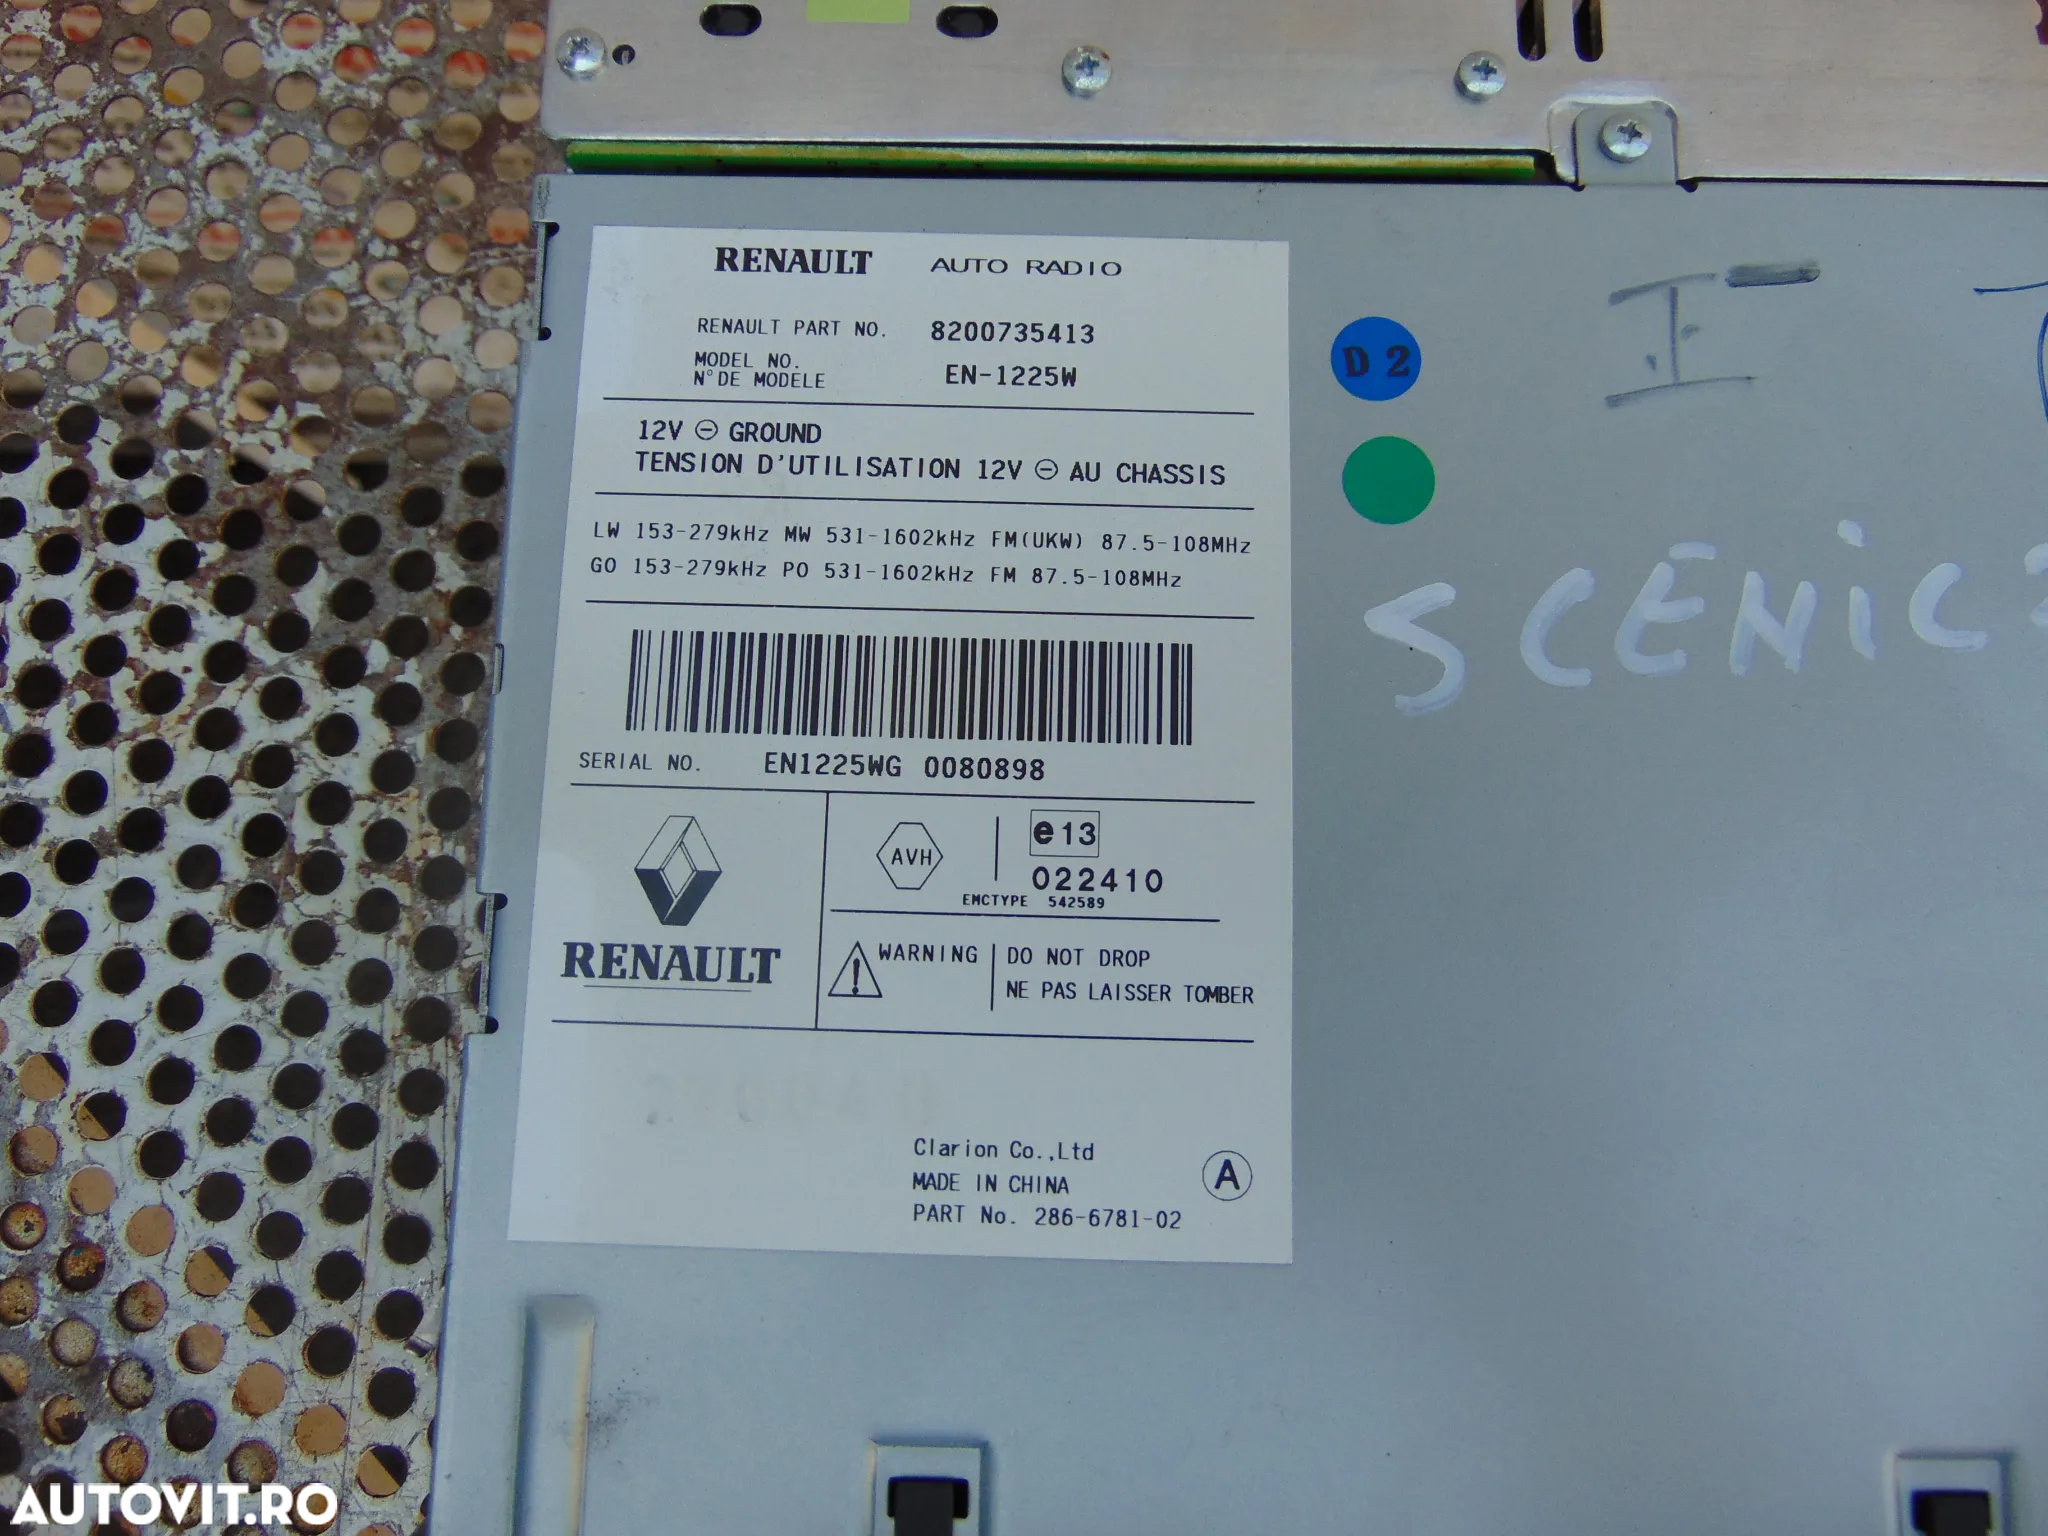 RENAULT AUTO RADIO
RENAULT PART NO. 8200735413
MODEL NO.
N° DE MODELE EN-1225W
12V ⊖ GROUND
TENSION D'UTILISATION 12V ⊖ AU CHASSIS
LW 153-279kHz MW 531-1602kHz FM(UKW) 87.5-108MHz
GO 153-279kHz PO 531-1602kHz FM 87.5-108MHz
SERIAL NO. EN1225WG 0080898
AVH
e13
022410
EMCTYPE 542589
RENAULT
WARNING
DO NOT DROP
NE PAS LAISSER TOMBER
Clarion Co.,Ltd
MADE IN CHINA
PART No. 286-6781-02
A
D 2
I
SCENiC
AUTOVIT.RO